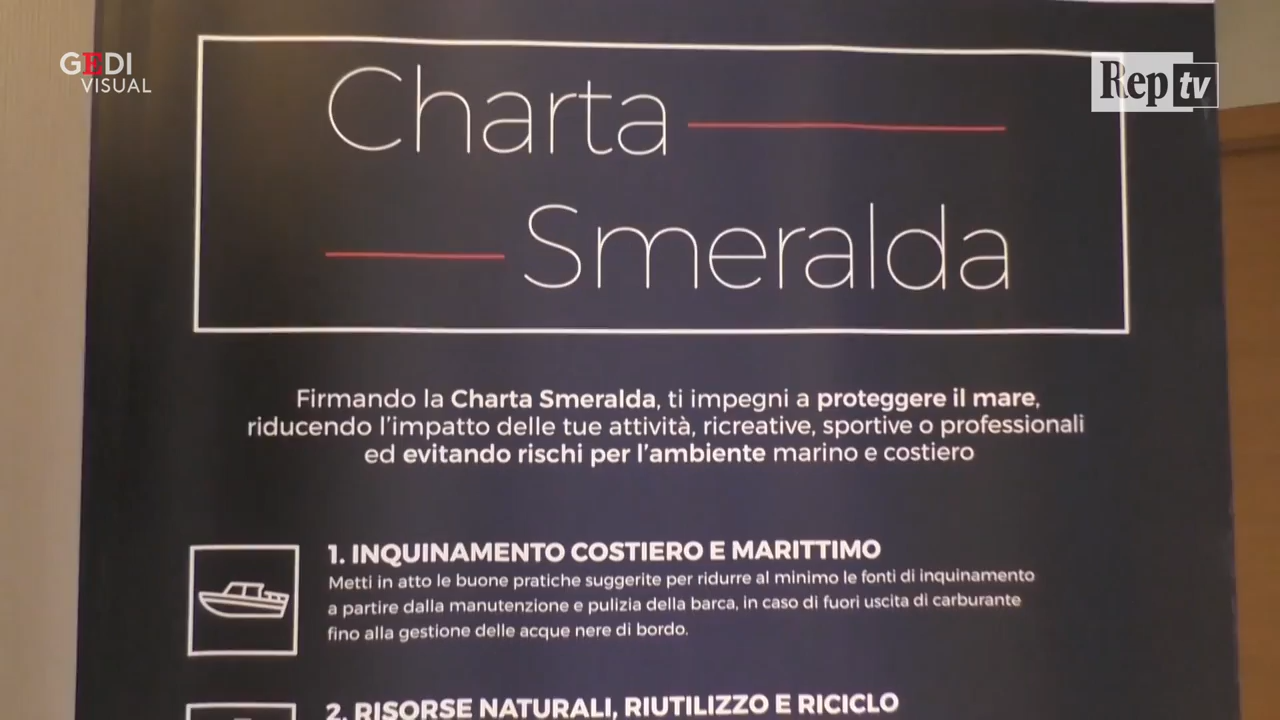 GEDI
VISUAL
Rep tv
Charta
Smeralda
Firmando la Charta Smeralda, ti impegni a proteggere il mare,
riducendo l'impatto delle tue attività, ricreative, sportive o professionali
ed evitando rischi per l'ambiente marino e costiero
1. INQUINAMENTO COSTIERO E MARITTIMO
Metti in atto le buone pratiche suggerite per ridurre al minimo le fonti di inquinamento
a partire dalla manutenzione e pulizia della barca, in caso di fuori uscita di carburante
fino alla gestione delle acque nere di bordo.
2. RISORSE NATURALI, RIUTILIZZO E RICICLO